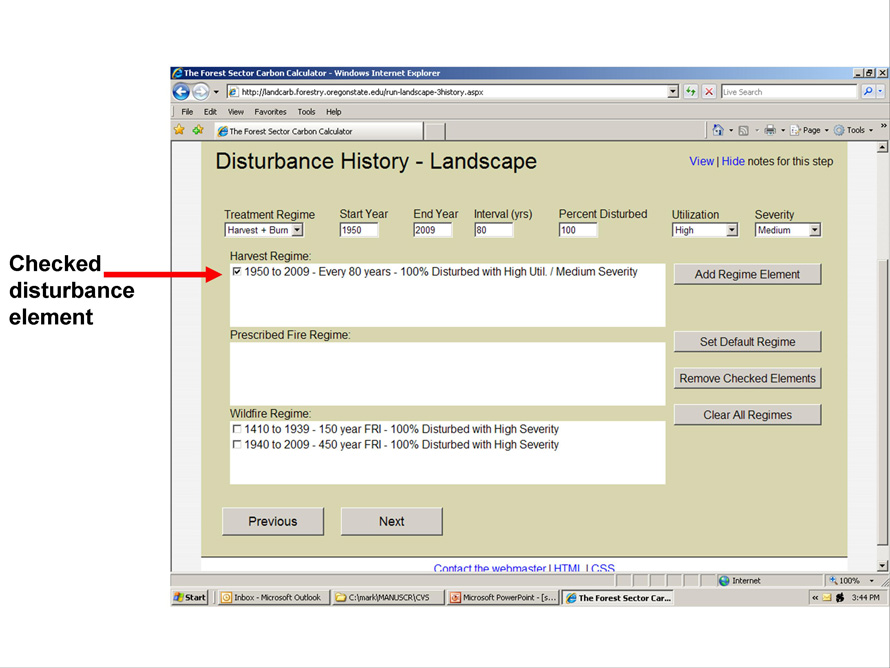 The Forest Sector Carbon Calculator - Windows Internet Explorer
http://landcarb.forestry.oregonstate.edu/run-landscape-3history.aspx
Live Search
File Edit View Favorites Tools Help
The Forest Sector Carbon Calculator
Page Tools »
Disturbance History - Landscape
View | Hide notes for this step
Treatment Regime Start Year End Year Interval (yrs) Percent Disturbed Utilization Severity
Harvest + Burn 1950 2009 80 100 High Medium
Harvest Regime:
Checked
disturbance
element
1950 to 2009 - Every 80 years - 100% Disturbed with High Util. / Medium Severity
Add Regime Element
Prescribed Fire Regime:
Set Default Regime
Remove Checked Elements
Clear All Regimes
Wildfire Regime:
1410 to 1939 - 150 year FRI - 100% Disturbed with High Severity
1940 to 2009 - 450 year FRI - 100% Disturbed with High Severity
Previous Next
Contact the webmaster | HTML | CSS
Internet 100%
Start Inbox - Microsoft Outlook C:\mark\MANUSCR\CVS Microsoft PowerPoint - [s... The Forest Sector Car... « 3:44 PM